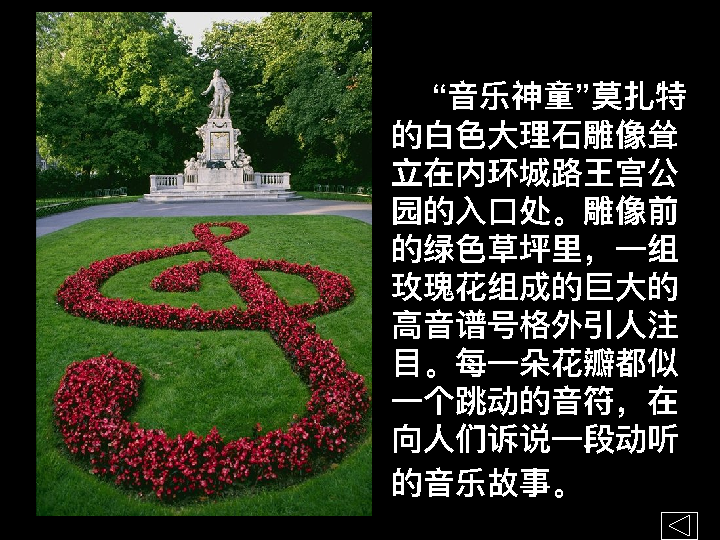 “音乐神童”莫扎特
的白色大理石雕像耸
立在内环城路王宫公
园的入口处。雕像前
的绿色草坪里，一组
玫瑰花组成的巨大的
高音谱号格外引人注
目。每一朵花瓣都似
一个跳动的音符，在
向人们诉说一段动听
的音乐故事。